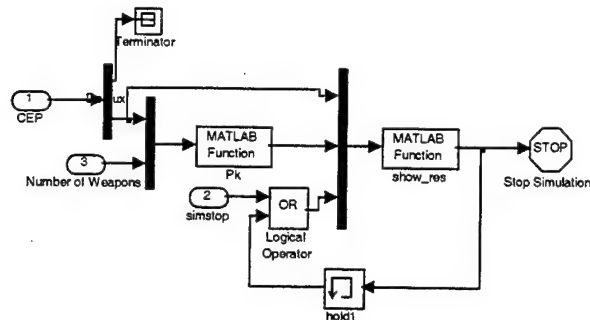 Terminator
1
CEP
ux
3
Number of Weapons
MATLAB
Function
Pk
2
simstop
OR
Logical
Operator
MATLAB
Function
show_res
STOP
Stop Simulation
hold1